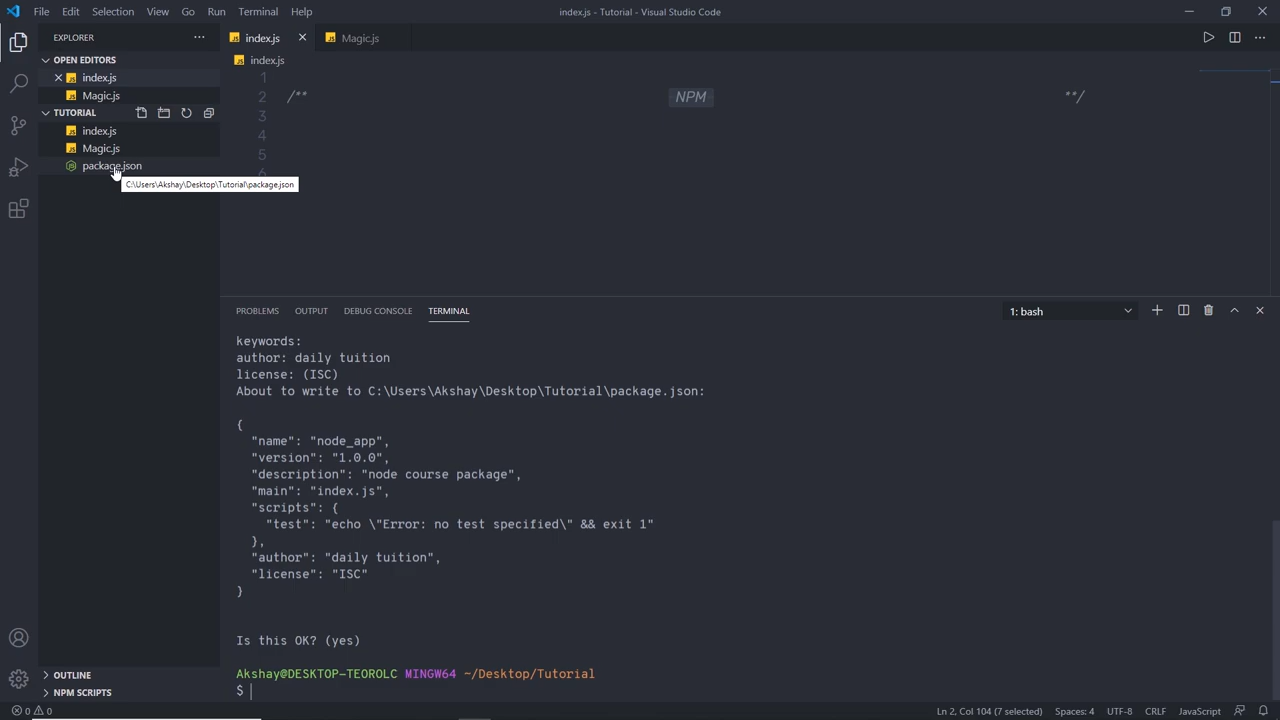 File Edit Selection View Go Run Terminal Help
index.js - Tutorial - Visual Studio Code
EXPLORER
OPEN EDITORS
index.js
Magic.js
TUTORIAL
index.js
Magic.js
package.json
C:\Users\Akshay\Desktop\Tutorial\package.json
OUTLINE
NPM SCRIPTS
index.js
Magic.js
index.js
1
2 /** NPM **/
3
4
5
6
PROBLEMS OUTPUT DEBUG CONSOLE TERMINAL
1: bash
keywords:
author: daily tuition
license: (ISC)
About to write to C:\Users\Akshay\Desktop\Tutorial\package.json:
{
"name": "node_app",
"version": "1.0.0",
"description": "node course package",
"main": "index.js",
"scripts": {
"test": "echo \"Error: no test specified\" && exit 1"
},
"author": "daily tuition",
"license": "ISC"
}
Is this OK? (yes)
Akshay@DESKTOP-TEOROLC MINGW64 ~/Desktop/Tutorial
$
0 0
Ln 2, Col 104 (7 selected) Spaces: 4 UTF-8 CRLF JavaScript